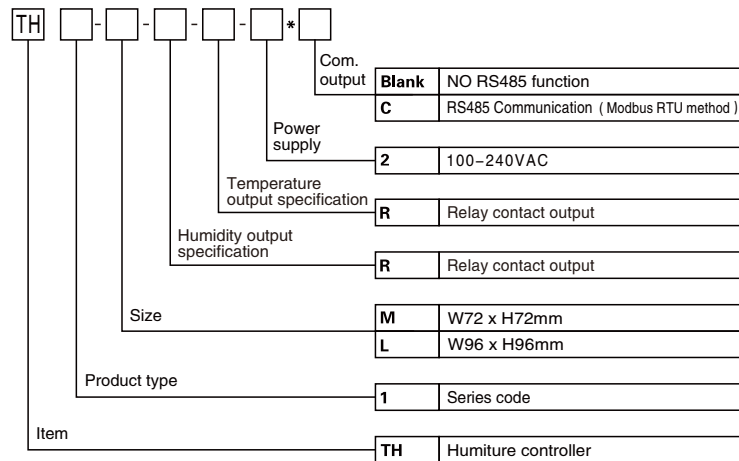 TH - - - - *
Com.
output
Blank NO RS485 function
C RS485 Communication ( Modbus RTU method )
Power
supply
2 100-240VAC
Temperature
output specification
R Relay contact output
Humidity output
specification
R Relay contact output
Size
M W72 x H72mm
L W96 x H96mm
Product type
1 Series code
Item
TH Humiture controller